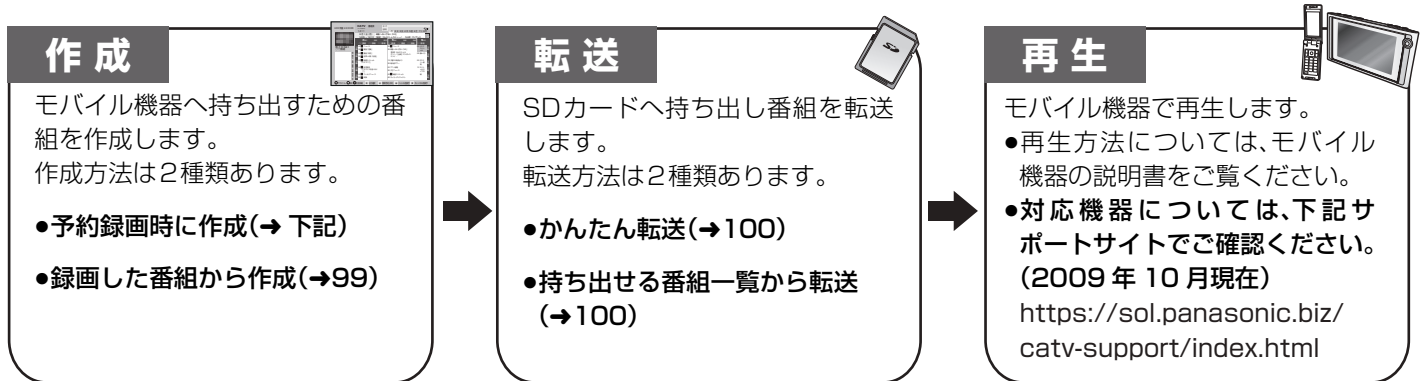 作成
モバイル機器へ持ち出すための番
組を作成します。
作成方法は2種類あります。
●予約録画時に作成(➜ 下記)
●録画した番組から作成(➜99)
転送
SDカードへ持ち出し番組を転送
します。
転送方法は2種類あります。
●かんたん転送(➜100)
●持ち出せる番組一覧から転送
(➜100)
再生
モバイル機器で再生します。
●再生方法については、モバイル
機器の説明書をご覧ください。
●対応機器については、下記サ
ポートサイトでご確認ください。
(2009 年 10 月現在)
https://sol.panasonic.biz/
catv-support/index.html